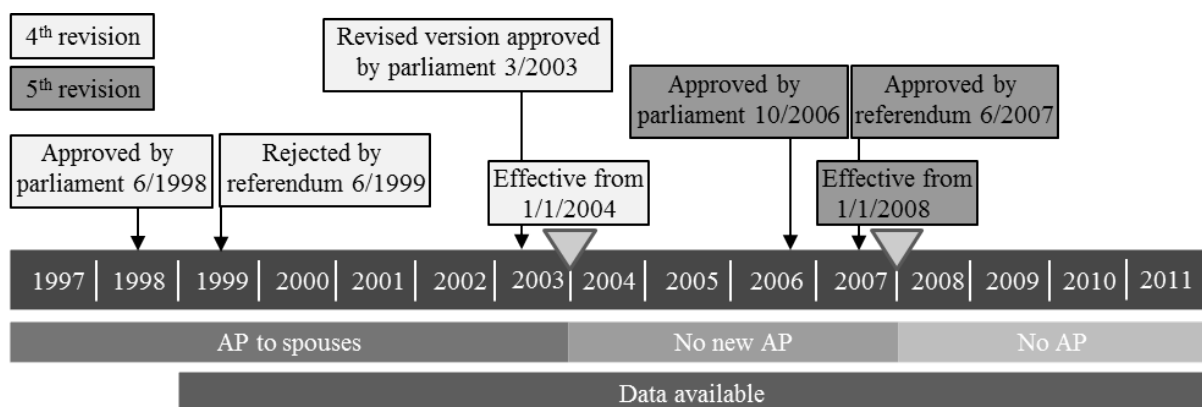 4th revision
5th revision
Revised version approved
by parliament 3/2003
Approved by
parliament 10/2006
Approved by
referendum 6/2007
Approved by
parliament 6/1998
Rejected by
referendum 6/1999
Effective from
1/1/2004
Effective from
1/1/2008
1997 | 1998 | 1999 | 2000 | 2001 | 2002 | 2003 | 2004 | 2005 | 2006 | 2007 | 2008 | 2009 | 2010 | 2011
AP to spouses No new AP No AP
Data available